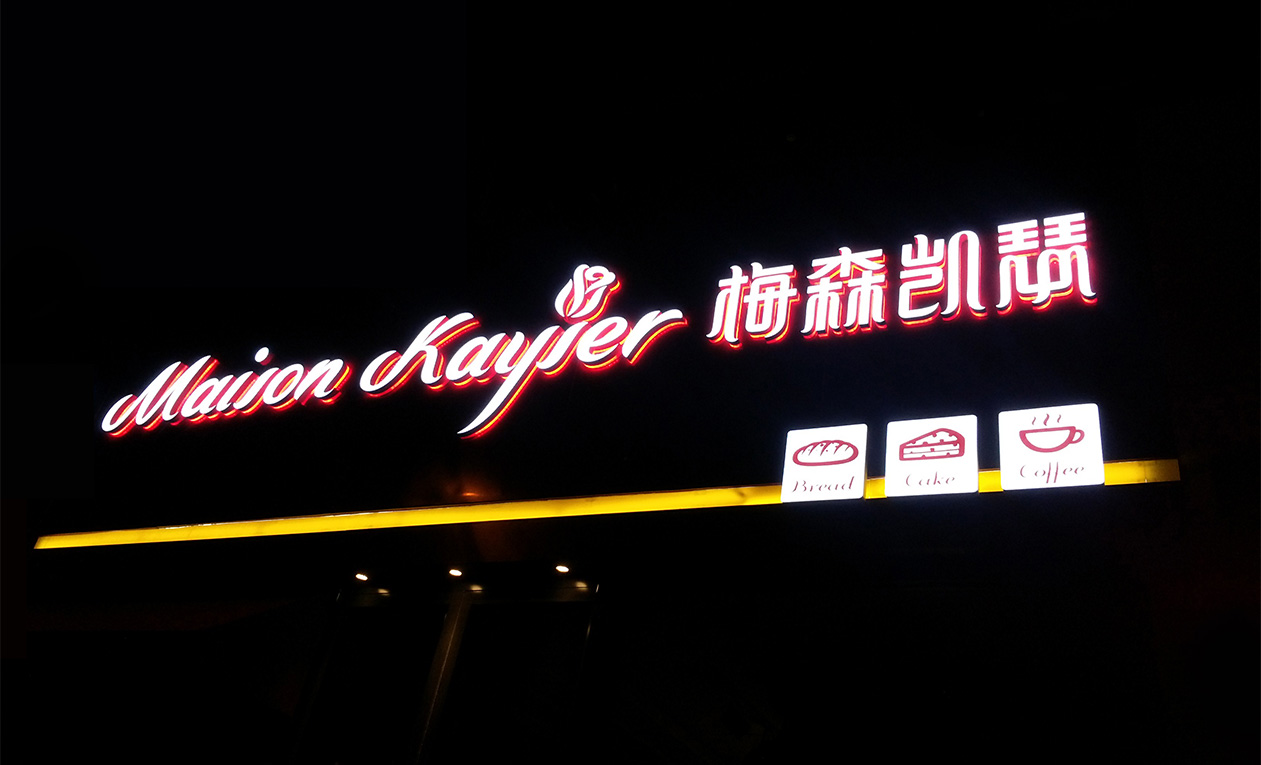 Maison Kayser 梅森凯瑟
Bread
Cake
Coffee